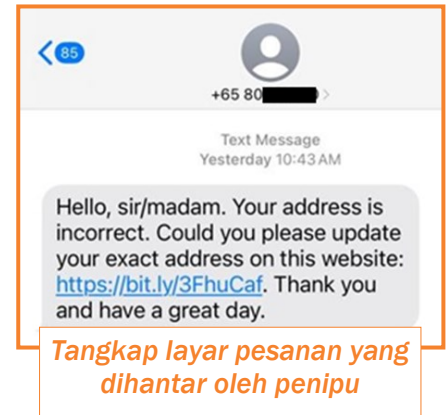 85
+65 80
Text Message
Yesterday 10:43 AM
Hello, sir/madam. Your address is
incorrect. Could you please update
your exact address on this website:
https://bit.ly/3FhuCaf. Thank you
and have a great day.
Tangkap layar pesanan yang
dihantar oleh penipu